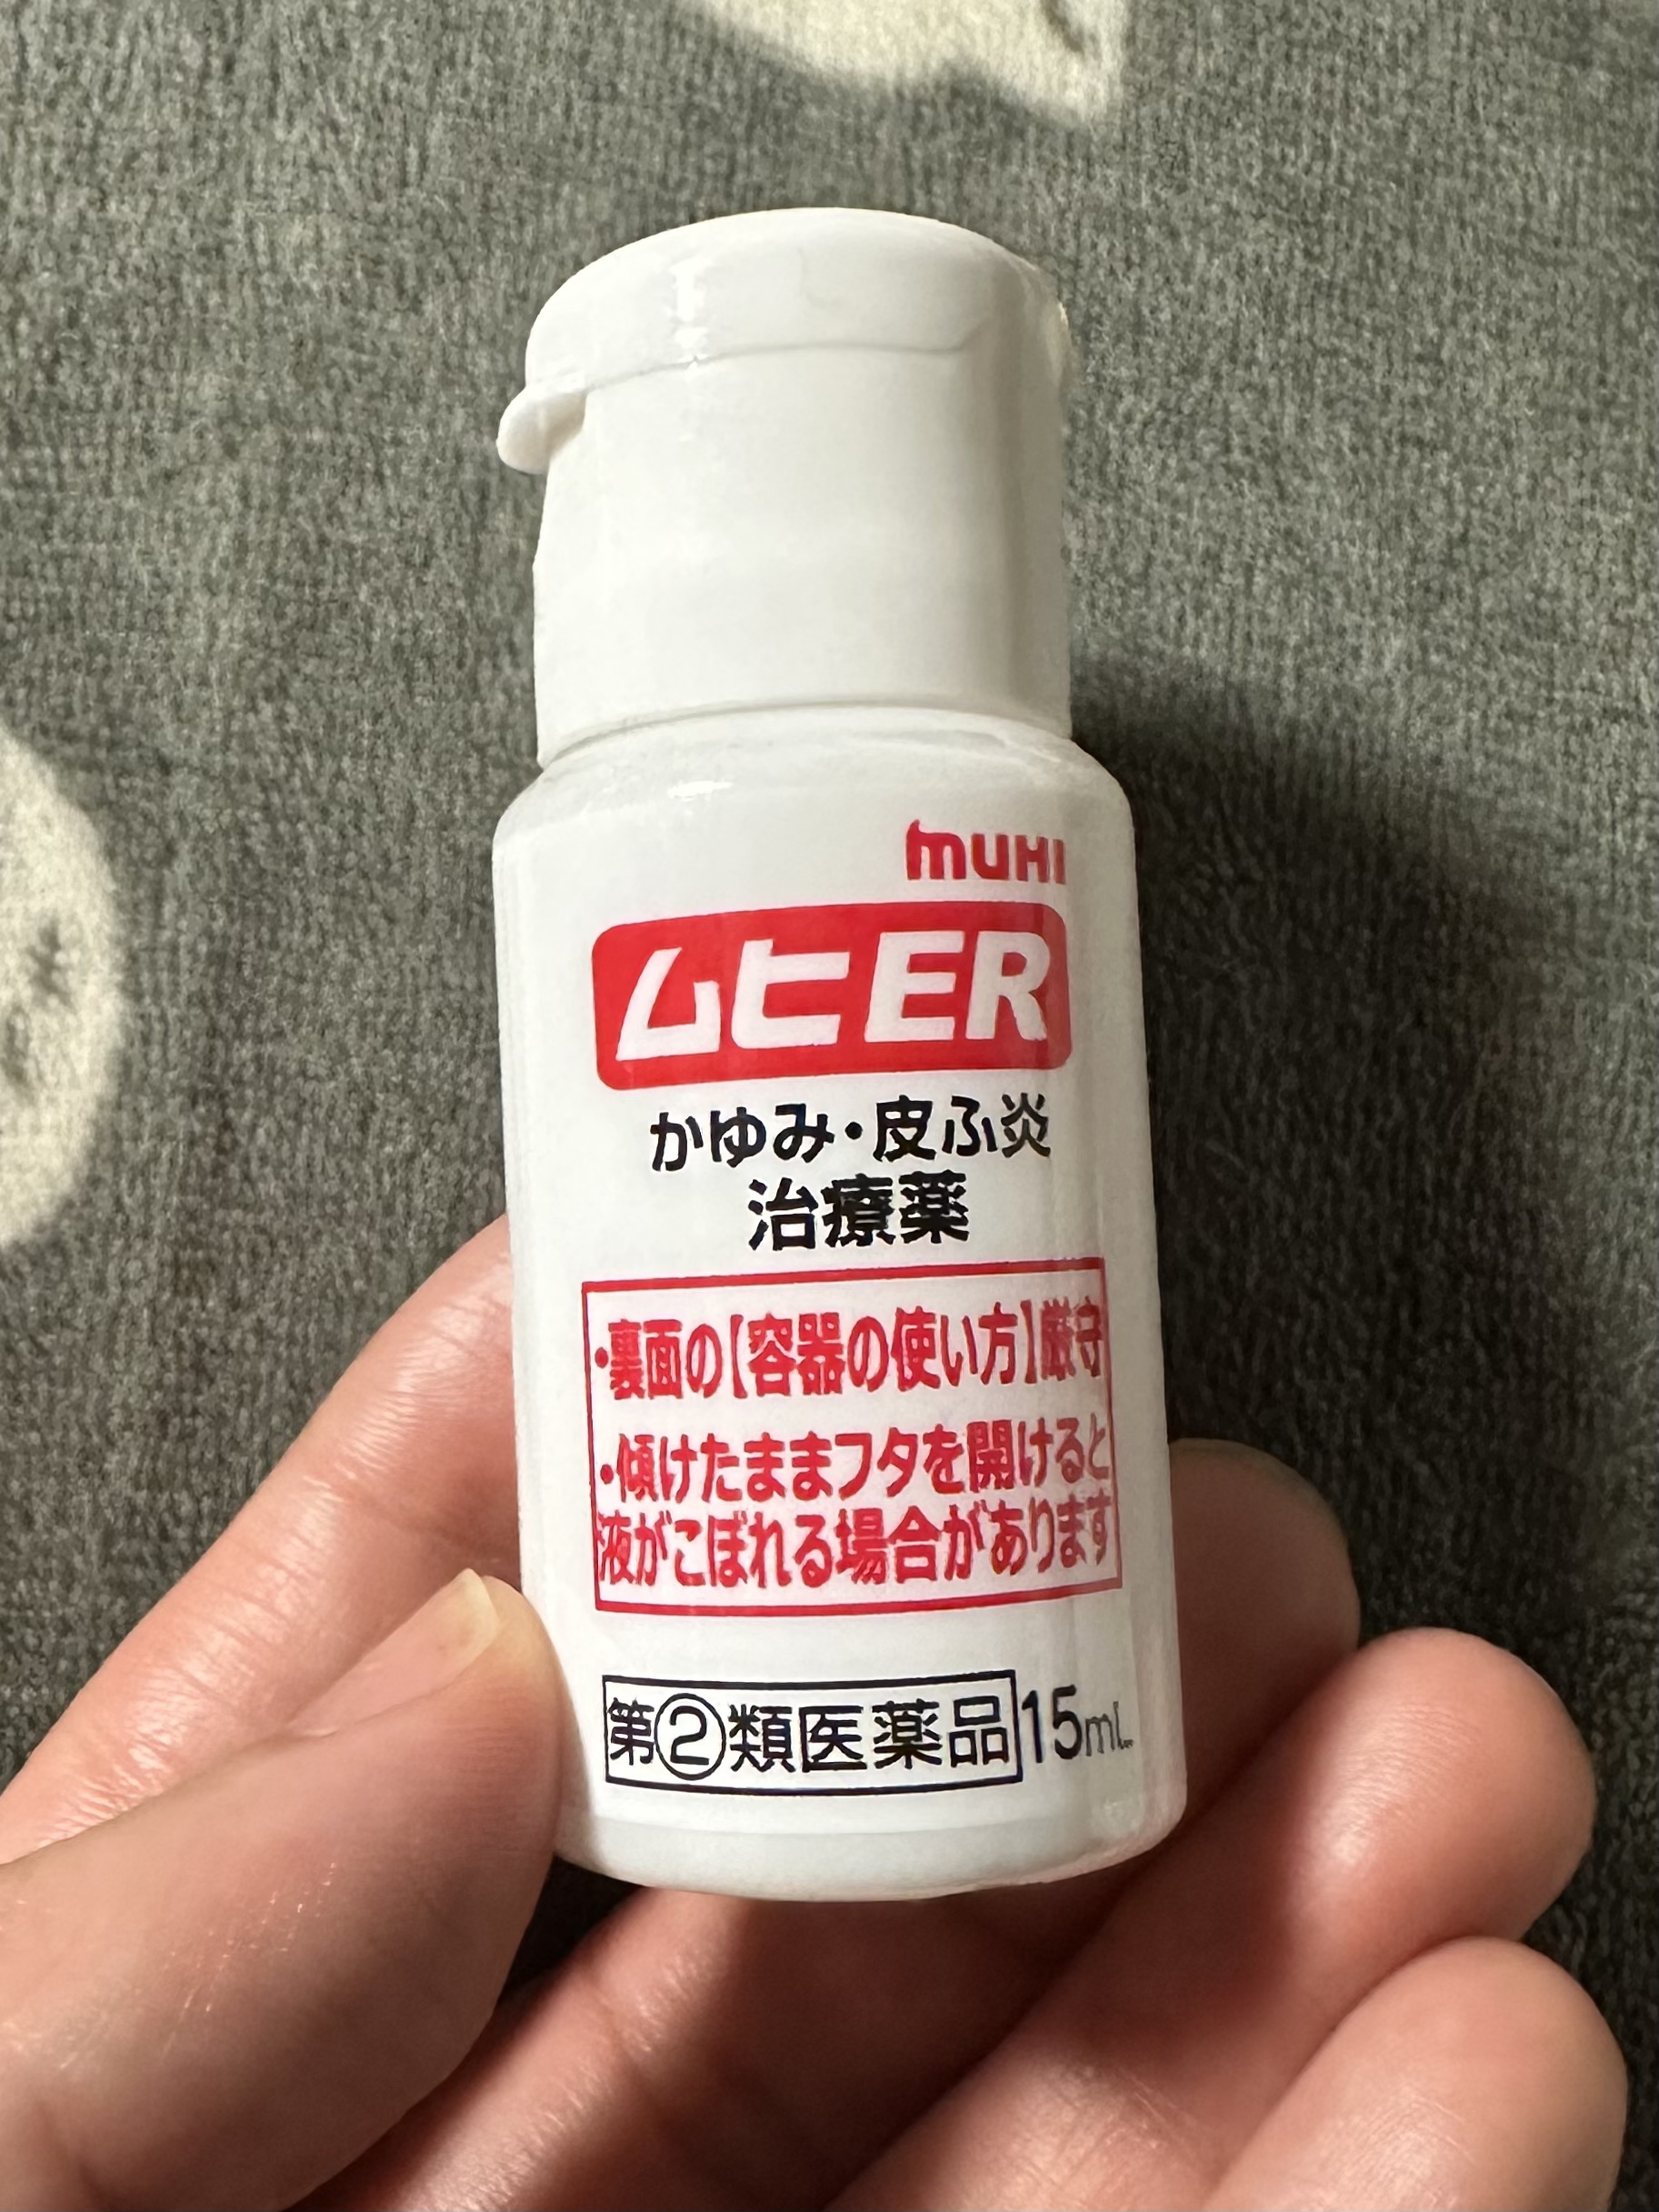 muHI
ムヒER
かゆみ・皮ふ炎
治療薬
・裏面の【容器の使い方】厳守
・傾けたままフタを開けると
液がこぼれる場合があります
第②類医薬品 15mL